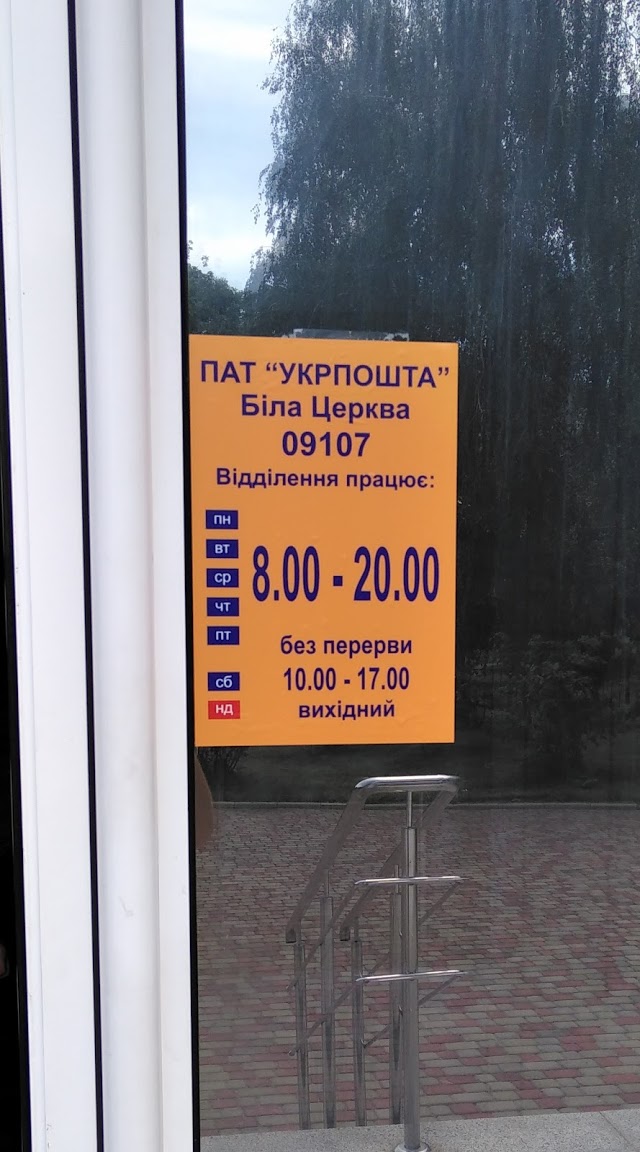 ПАТ “УКРПОШТА”
Біла Церква
09107
Відділення працює:
пн
вт
ср
чт
пт
8.00 - 20.00
без перерви
сб 10.00 - 17.00
нд вихідний